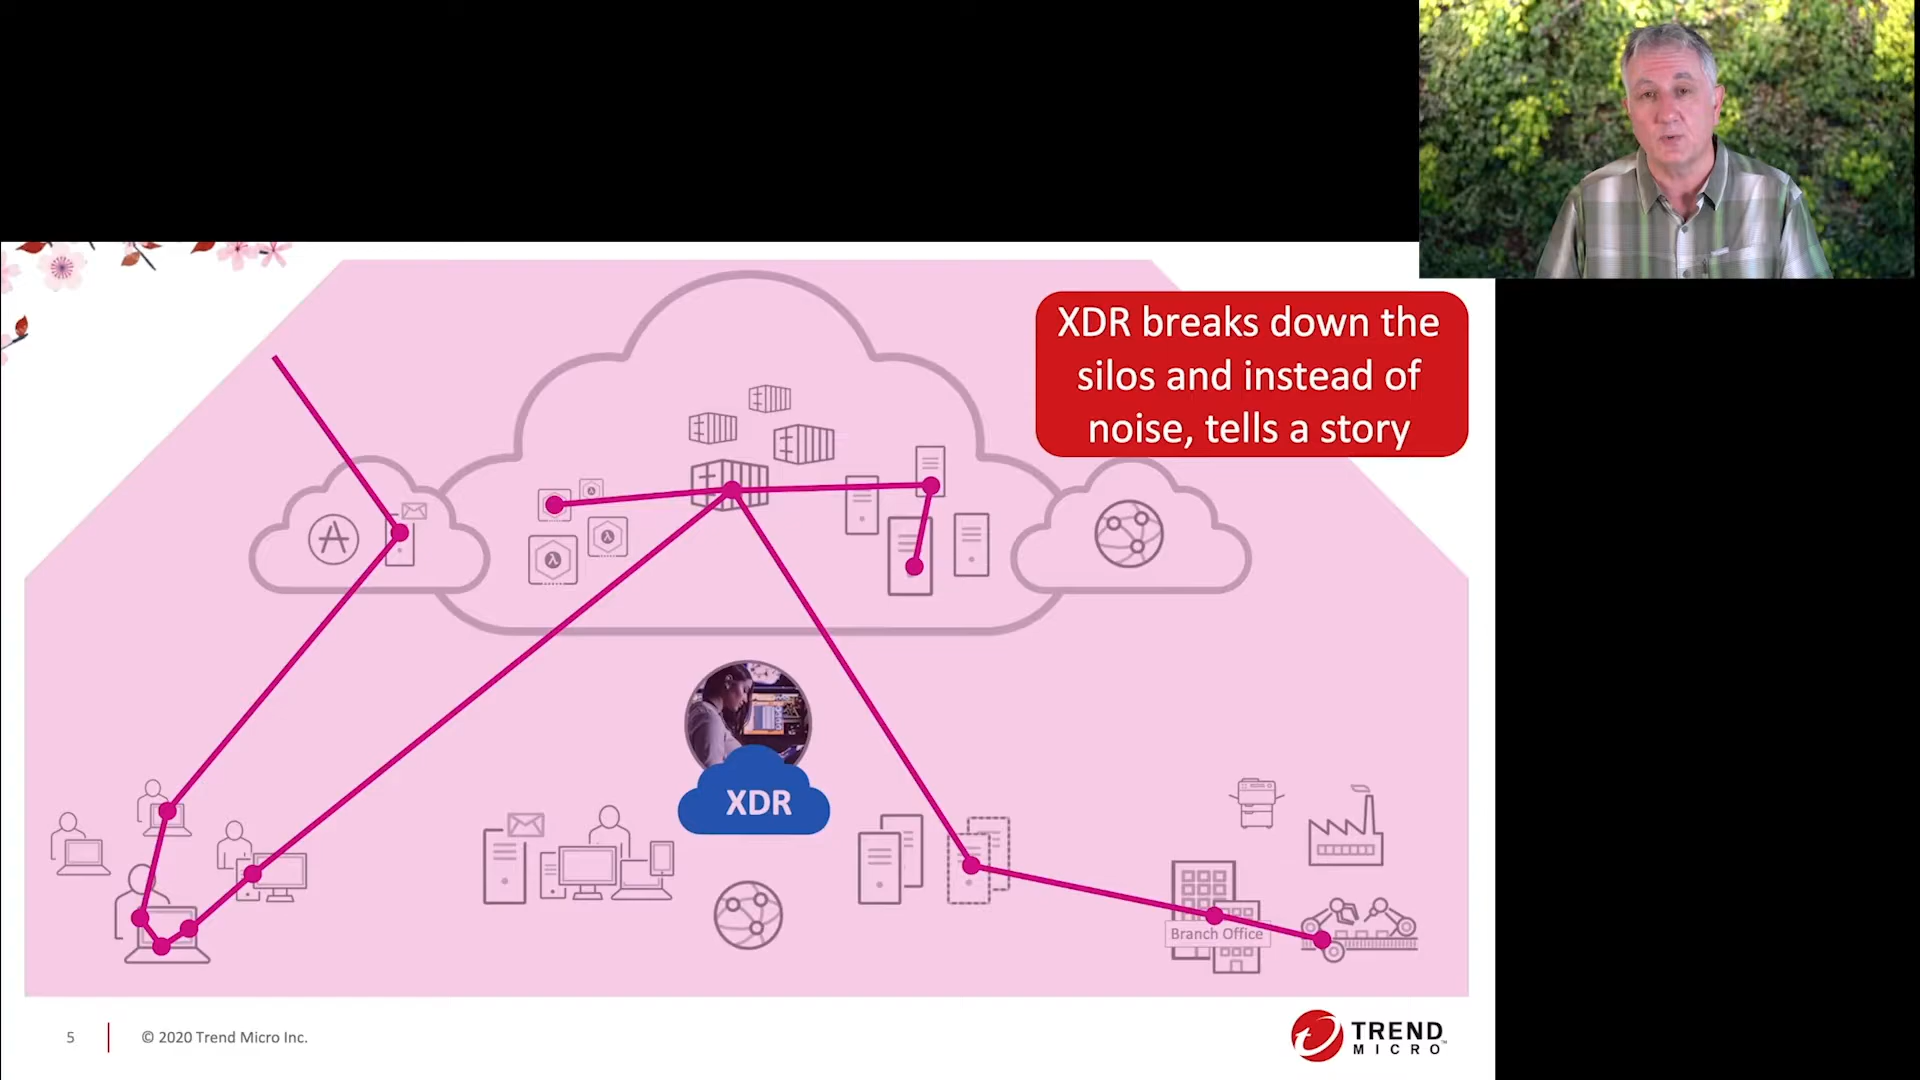 XDR breaks down the
silos and instead of
noise, tells a story
XDR
Branch Office
5
© 2020 Trend Micro Inc.
TREND
MICRO™